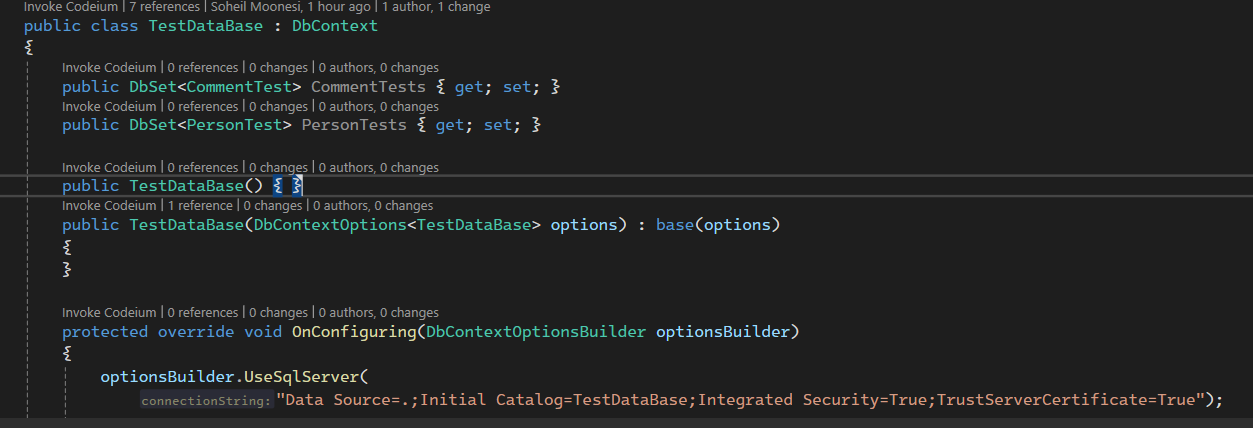 Invoke Codeium | 7 references | Soheil Moonesi, 1 hour ago | 1 author, 1 change
public class TestDataBase : DbContext
{
Invoke Codeium | 0 references | 0 changes | 0 authors, 0 changes
public DbSet<CommentTest> CommentTests { get; set; }
Invoke Codeium | 0 references | 0 changes | 0 authors, 0 changes
public DbSet<PersonTest> PersonTests { get; set; }
Invoke Codeium | 0 references | 0 changes | 0 authors, 0 changes
public TestDataBase() { }
Invoke Codeium | 1 reference | 0 changes | 0 authors, 0 changes
public TestDataBase(DbContextOptions<TestDataBase> options) : base(options)
{
}
Invoke Codeium | 0 references | 0 changes | 0 authors, 0 changes
protected override void OnConfiguring(DbContextOptionsBuilder optionsBuilder)
{
optionsBuilder.UseSqlServer(
connectionString: "Data Source=.;Initial Catalog=TestDataBase;Integrated Security=True;TrustServerCertificate=True");